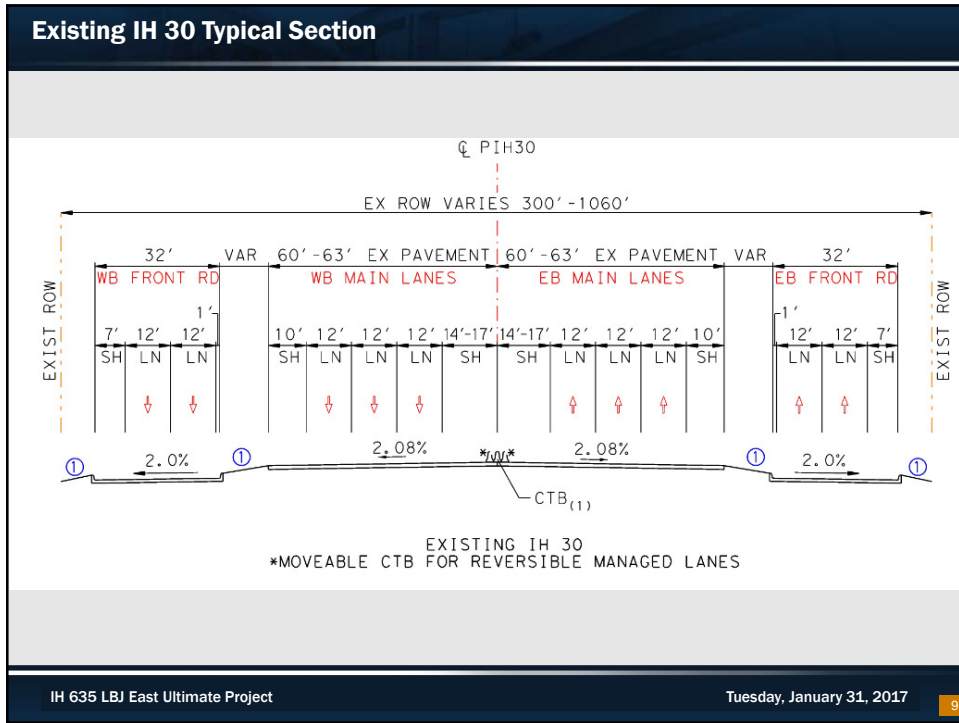 Existing IH 30 Typical Section
℄ PIH30
EX ROW VARIES 300'-1060'
32' VAR 60'-63' EX PAVEMENT 60'-63' EX PAVEMENT VAR 32'
WB FRONT RD WB MAIN LANES EB MAIN LANES EB FRONT RD
EXIST ROW
EXIST ROW
1' 1'
7' 12' 12' 10' 12' 12' 12' 14'-17' 14'-17' 12' 12' 12' 10' 12' 12' 7'
SH LN LN SH LN LN LN SH SH LN LN LN SH LN LN SH
1 2.0% 1 2.08% * * 2.08% 1 2.0% 1
CTB(1)
EXISTING IH 30
*MOVEABLE CTB FOR REVERSIBLE MANAGED LANES
IH 635 LBJ East Ultimate Project Tuesday, January 31, 2017 9